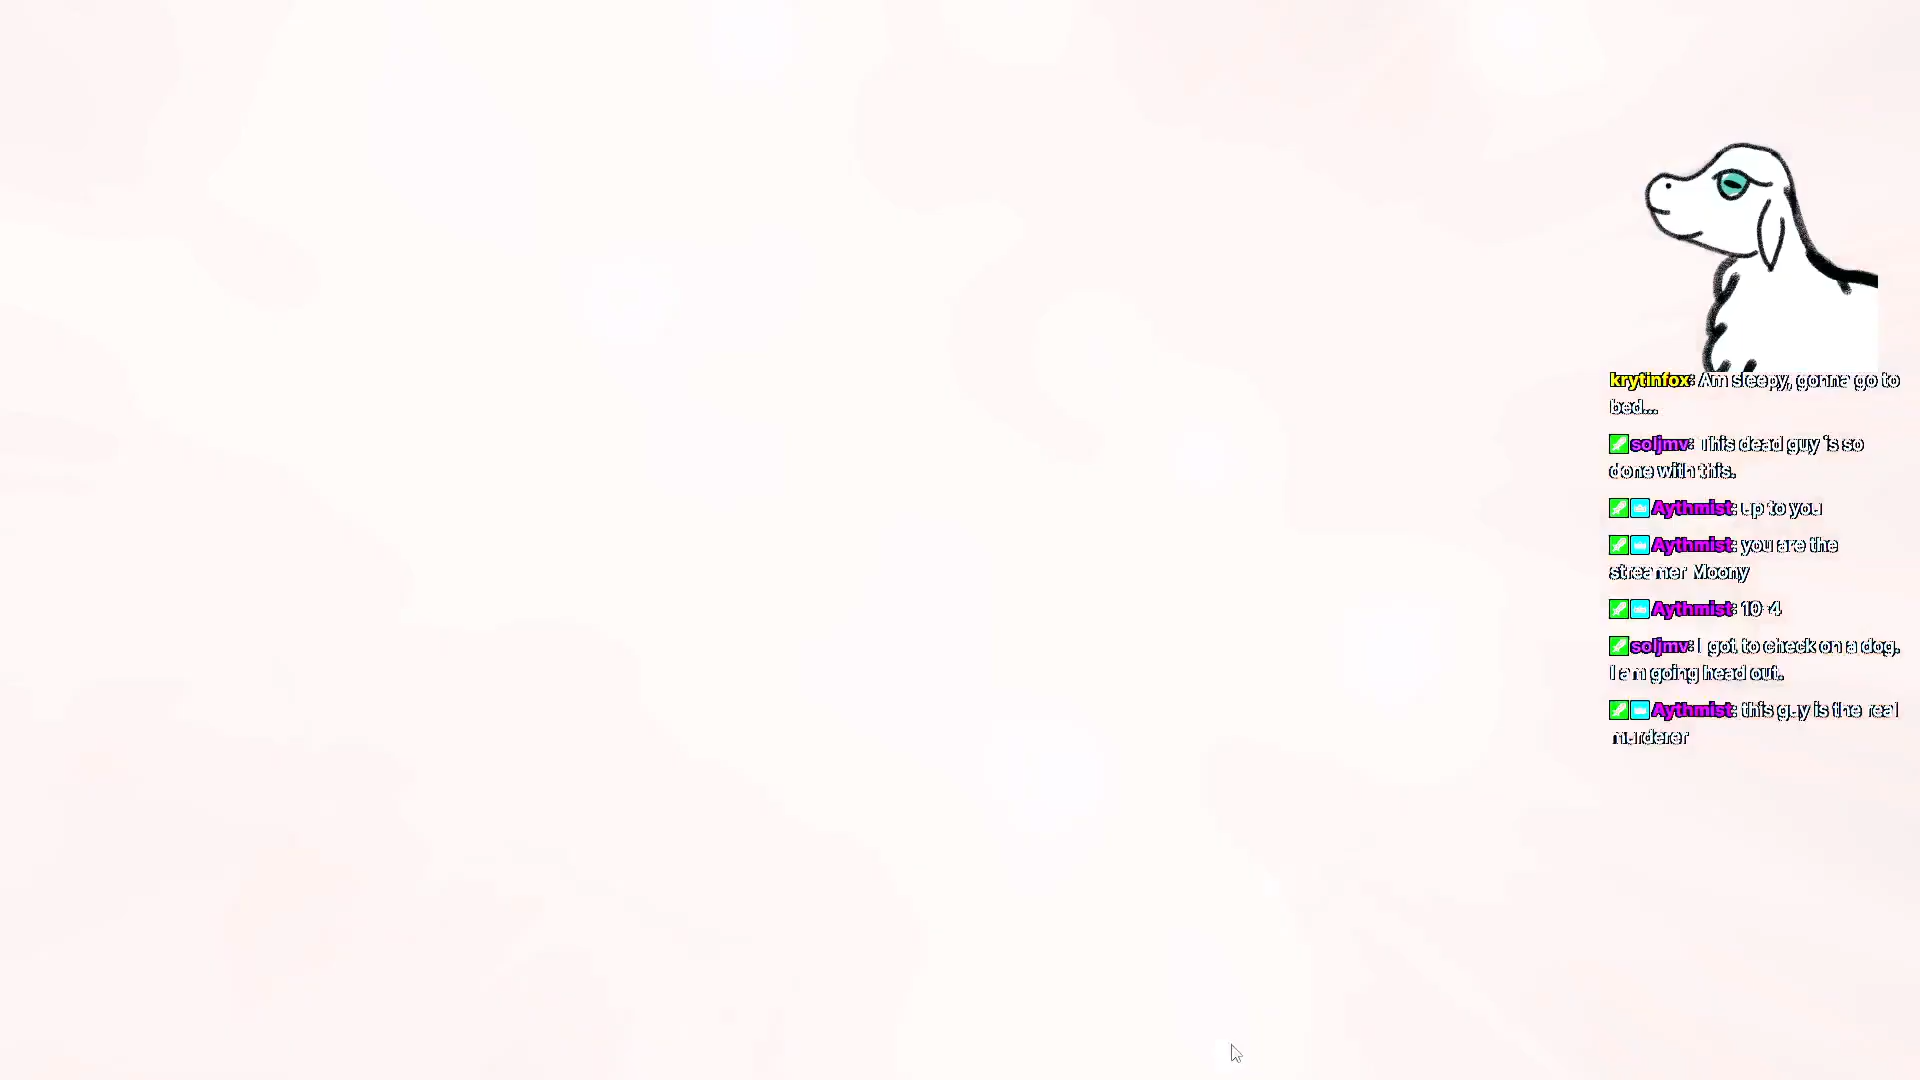 krytinfox: Am sleepy, gonna go to
bed...
soljmv: This dead guy is so
done with this.
Aythmist: up to you
Aythmist: you are the
streamer Moony
Aythmist: 10-4
soljmv: I got to check on a dog.
I am going head out.
Aythmist: this guy is the real
murderer